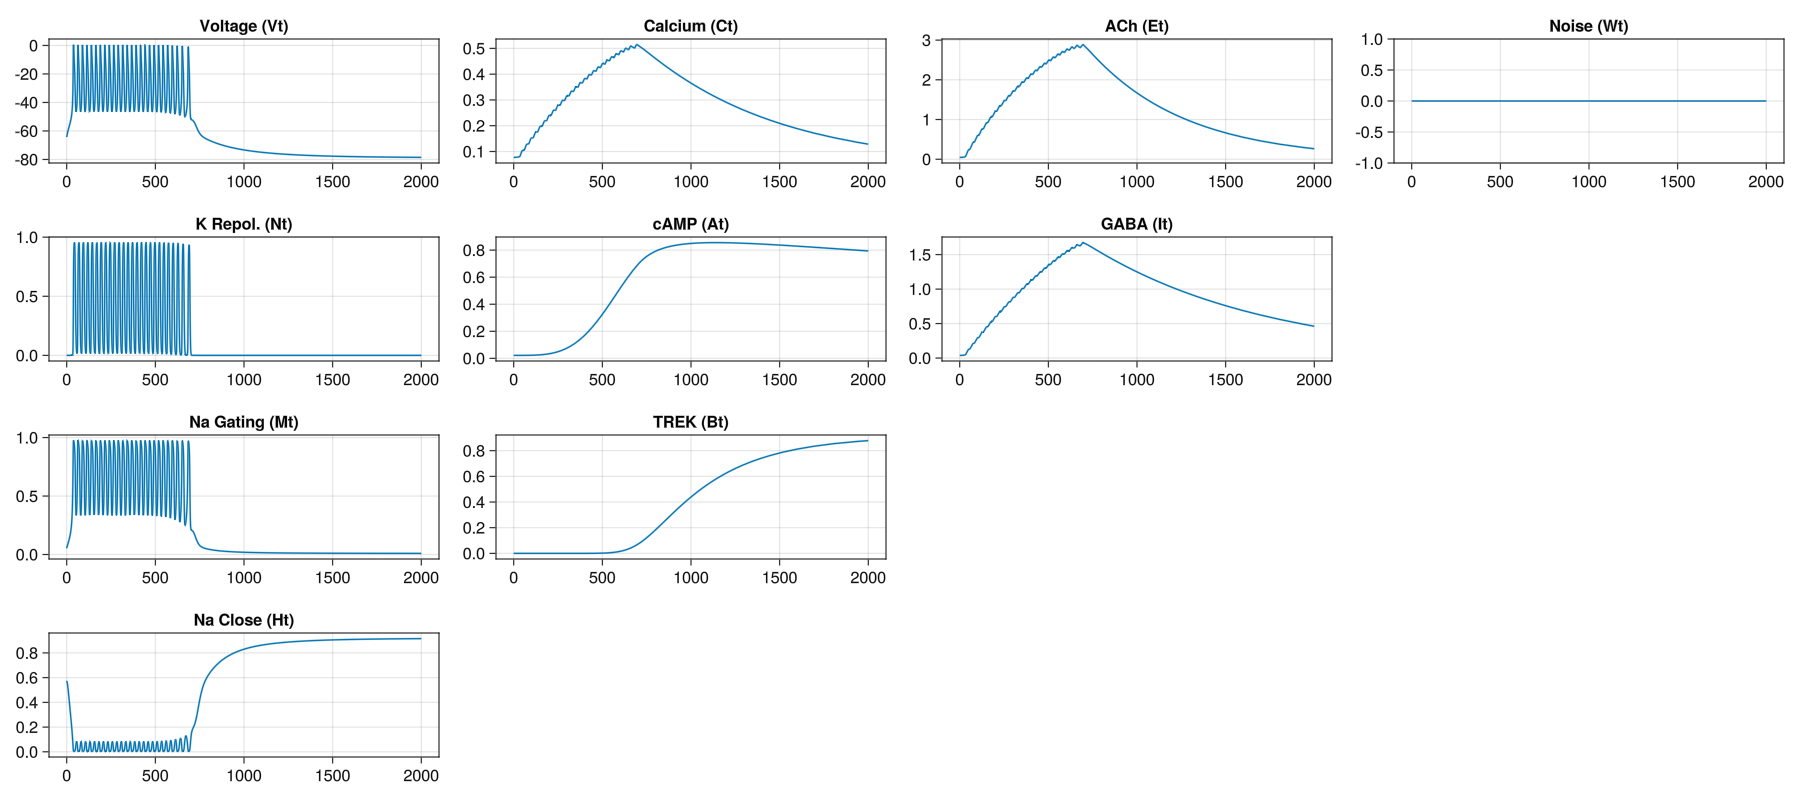 Voltage (Vt)
0
-20
-40
-60
-80
0 500 1000 1500 2000
Calcium (Ct)
0.5
0.4
0.3
0.2
0.1
0 500 1000 1500 2000
ACh (Et)
3
2
1
0
0 500 1000 1500 2000
Noise (Wt)
1.0
0.5
0.0
-0.5
-1.0
0 500 1000 1500 2000
K Repol. (Nt)
1.0
0.5
0.0
0 500 1000 1500 2000
cAMP (At)
0.8
0.6
0.4
0.2
0.0
0 500 1000 1500 2000
GABA (It)
1.5
1.0
0.5
0.0
0 500 1000 1500 2000
Na Gating (Mt)
1.0
0.5
0.0
0 500 1000 1500 2000
TREK (Bt)
0.8
0.6
0.4
0.2
0.0
0 500 1000 1500 2000
Na Close (Ht)
0.8
0.6
0.4
0.2
0.0
0 500 1000 1500 2000